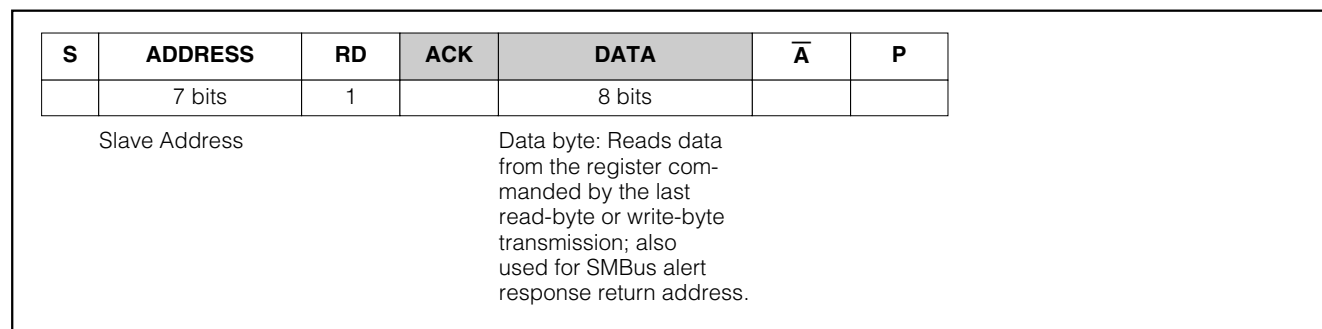 S ADDRESS RD ACK DATA A̅ P
7 bits 1 8 bits
Slave Address
Data byte: Reads data
from the register com-
manded by the last
read-byte or write-byte
transmission; also
used for SMBus alert
response return address.